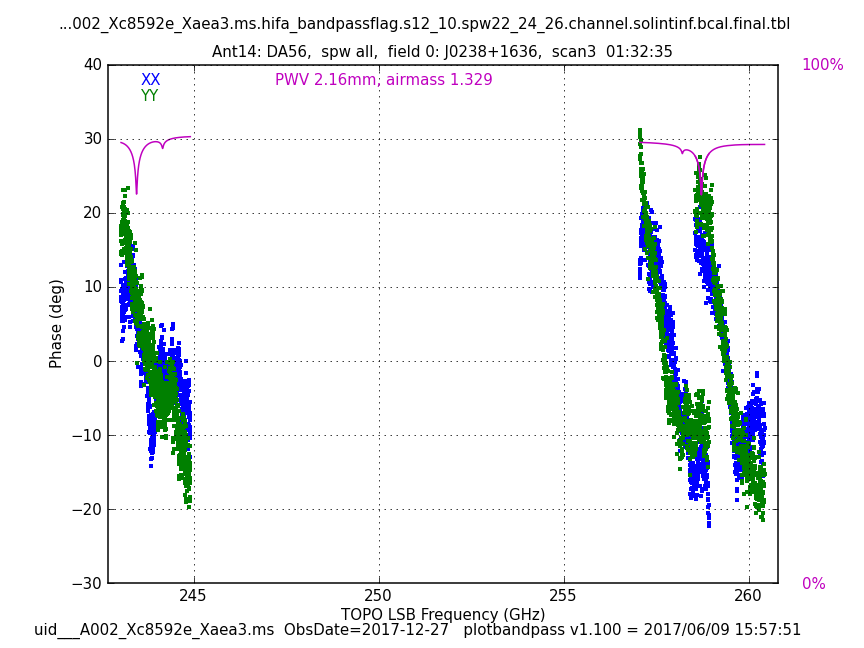 ...002_Xc8592e_Xaea3.ms.hifa_bandpassflag.s12_10.spw22_24_26.channel.solintinf.bcal.final.tbl
Ant14: DA56, spw all, field 0: J0238+1636, scan3 01:32:35
40
100%
XX
PWV 2.16mm, airmass 1.329
YY
30
20
10
Phase (deg)
0
−10
−20
−30
0%
245
250
255
260
TOPO LSB Frequency (GHz)
uid___A002_Xc8592e_Xaea3.ms ObsDate=2017-12-27 plotbandpass v1.100 = 2017/06/09 15:57:51